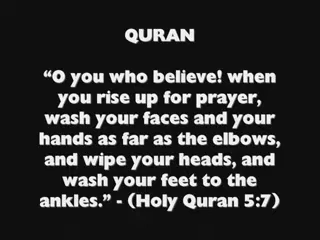 QURAN
“O you who believe! when
you rise up for prayer,
wash your faces and your
hands as far as the elbows,
and wipe your heads, and
wash your feet to the
ankles.” - (Holy Quran 5:7)